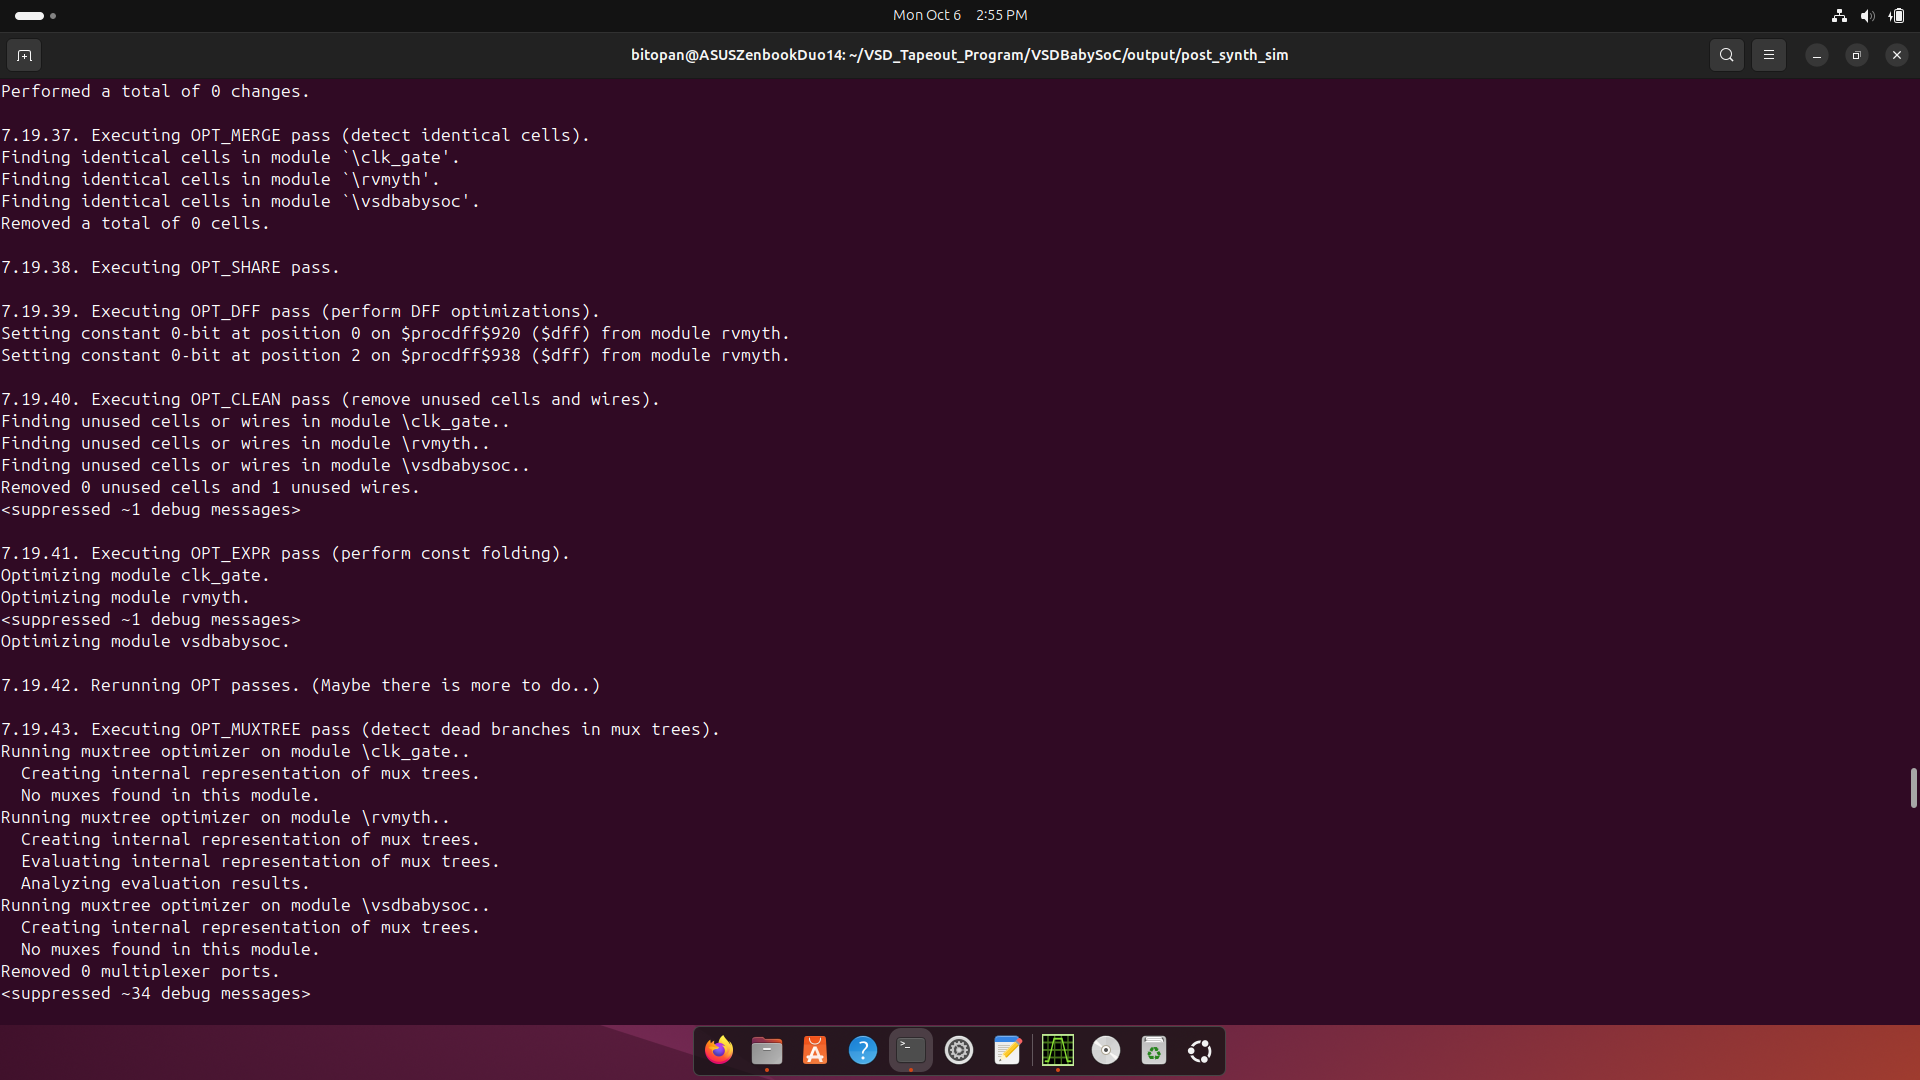 Mon Oct 6 2:55 PM
bitopan@ASUSZenbookDuo14: ~/VSD_Tapeout_Program/VSDBabySoC/output/post_synth_sim
Performed a total of 0 changes.
7.19.37. Executing OPT_MERGE pass (detect identical cells).
Finding identical cells in module `\clk_gate'.
Finding identical cells in module `\rvmyth'.
Finding identical cells in module `\vsdbabysoc'.
Removed a total of 0 cells.
7.19.38. Executing OPT_SHARE pass.
7.19.39. Executing OPT_DFF pass (perform DFF optimizations).
Setting constant 0-bit at position 0 on $procdff$920 ($dff) from module rvmyth.
Setting constant 0-bit at position 2 on $procdff$938 ($dff) from module rvmyth.
7.19.40. Executing OPT_CLEAN pass (remove unused cells and wires).
Finding unused cells or wires in module \clk_gate..
Finding unused cells or wires in module \rvmyth..
Finding unused cells or wires in module \vsdbabysoc..
Removed 0 unused cells and 1 unused wires.
<suppressed ~1 debug messages>
7.19.41. Executing OPT_EXPR pass (perform const folding).
Optimizing module clk_gate.
Optimizing module rvmyth.
<suppressed ~1 debug messages>
Optimizing module vsdbabysoc.
7.19.42. Rerunning OPT passes. (Maybe there is more to do..)
7.19.43. Executing OPT_MUXTREE pass (detect dead branches in mux trees).
Running muxtree optimizer on module \clk_gate..
  Creating internal representation of mux trees.
  No muxes found in this module.
Running muxtree optimizer on module \rvmyth..
  Creating internal representation of mux trees.
  Evaluating internal representation of mux trees.
  Analyzing evaluation results.
Running muxtree optimizer on module \vsdbabysoc..
  Creating internal representation of mux trees.
  No muxes found in this module.
Removed 0 multiplexer ports.
<suppressed ~34 debug messages>